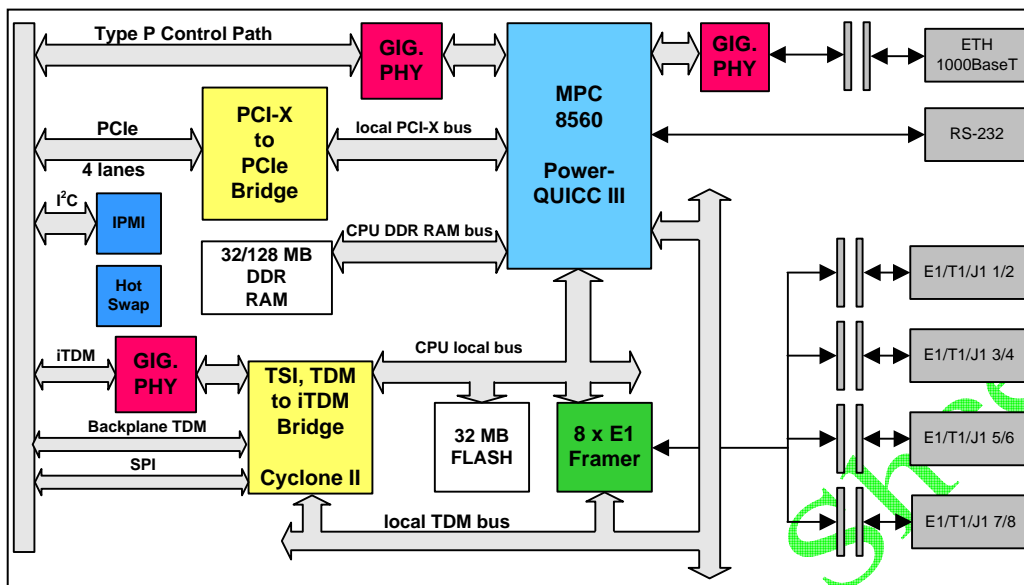 Type P Control Path
GIG.
PHY
MPC
8560
Power-
QUICC III
GIG.
PHY
ETH
1000BaseT
PCIe
4 lanes
PCI-X
to
PCIe
Bridge
local PCI-X bus
RS-232
I²C
IPMI
CPU DDR RAM bus
32/128 MB
DDR
RAM
Hot
Swap
E1/T1/J1 1/2
iTDM
GIG.
PHY
TSI, TDM
to iTDM
Bridge
Cyclone II
CPU local bus
E1/T1/J1 3/4
Backplane TDM
SPI
32 MB
FLASH
8 x E1
Framer
E1/T1/J1 5/6
local TDM bus
E1/T1/J1 7/8